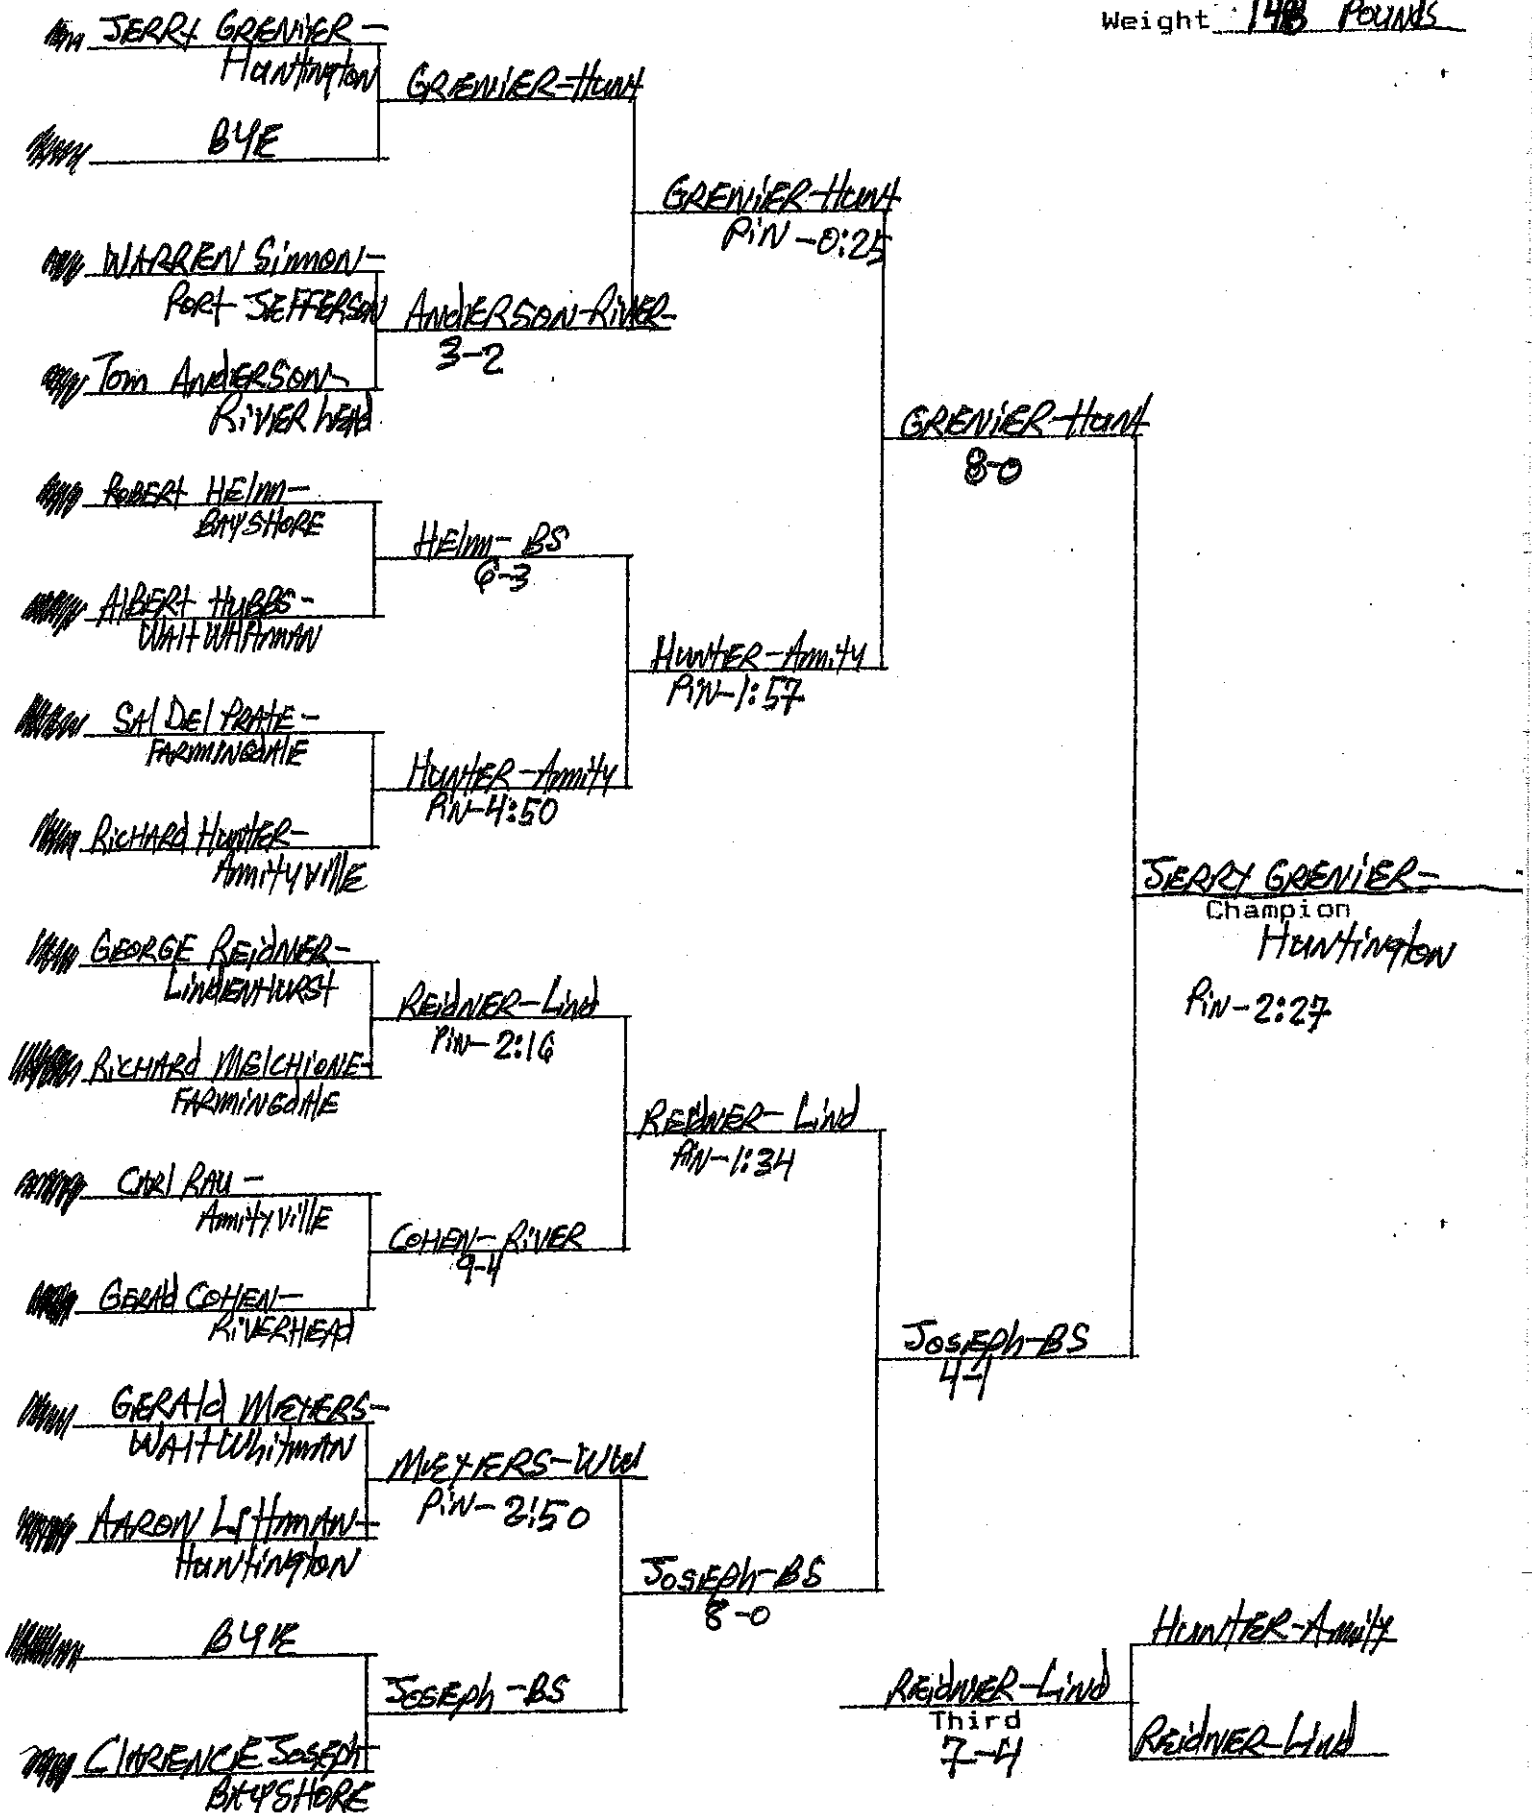 Weight 148 POUNDS
JERRY GRENIER-
Huntington
GRENIER-Hunt
BYE
GRENIER-Hunt
PiN-0:25
WARREN Simmon-
PORT JEFFERSON
ANdERSON-RIVER-
3-2
Tom ANdERSON-
RiVERhEAd
GRENIER-Hunt
8-0
ROBERT HElm-
BAYSHORE
HElm-BS
6-3
AlBERT HUBBS-
WAlT WHITMAN
HUNTER-Amity
PiN-1:57
SAl DEl PRATE-
FARMINGdAlE
HUNTER-Amity
PiN-4:50
RiCHARd HUNTER-
AmityvillE
JERRY GRENIER-
Champion
Huntington
PiN-2:27
GEORGE REidNER-
LiNdENHURST
REidNER-Lind
PiN-2:16
RiCHARd MElCHIONE-
FARMiNGdAlE
REidNER-Lind
PiN-1:34
CARl RAU-
AmityVillE
COHEN-RiVER
9-4
GERAld COHEN-
RiVERHEAd
JosEph-BS
4-1
GERAld MEYERS-
WAlT Whitman
MEYERS-WW
PiN-2:50
AARON LiTTmAN-
Huntington
JosEph-BS
8-0
BYE
JosEph-BS
ClARENCE JosEph
BAYSHORE
HUNTER-Amity
REidNER-Lind
Third
7-4
REidNER-Lind